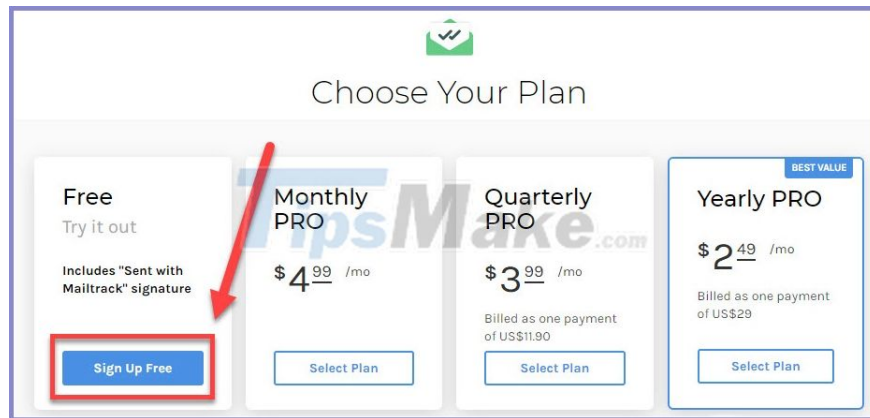 Choose Your Plan
Free
Try it out
Includes "Sent with
Mailtrack" signature
Sign Up Free
Monthly
PRO
$4.99 /mo
Select Plan
Quarterly
PRO
$3.99 /mo
Billed as one payment
of US$11.90
Select Plan
BEST VALUE
Yearly PRO
$2.49 /mo
Billed as one payment
of US$29
Select Plan
TipsMake.com